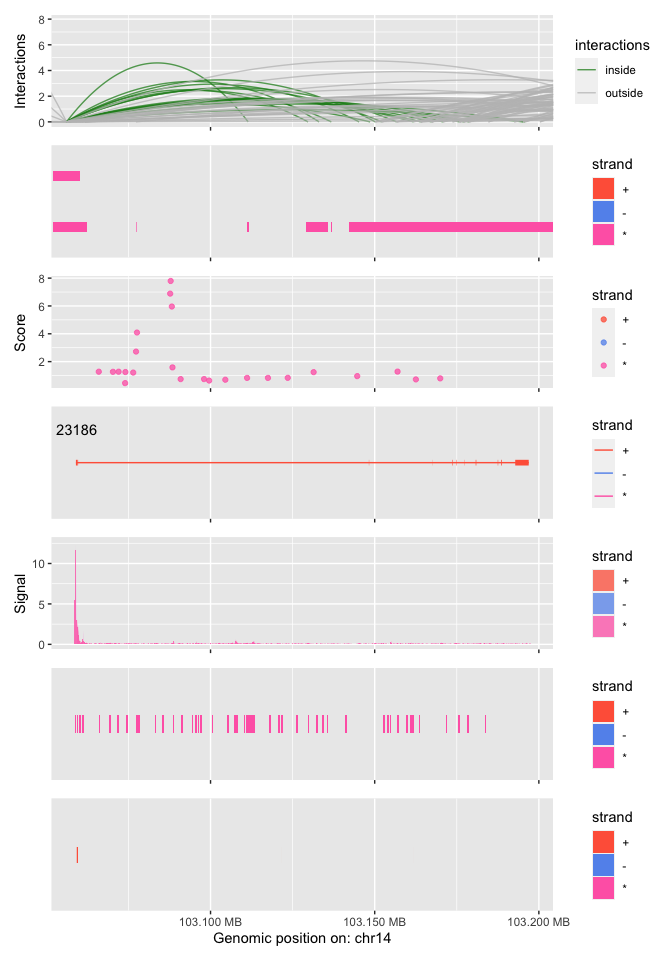 8
6
4
2
0
Interactions
interactions
inside
outside
strand
+
-
*
8
6
4
2
Score
strand
+
-
*
23186
strand
+
-
*
10
5
0
Signal
strand
+
-
*
strand
+
-
*
strand
+
-
*
103.100 MB 103.150 MB 103.200 MB
Genomic position on: chr14